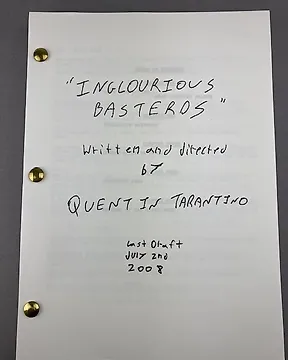 "INGLOURIOUS
BASTERDS"
Written and directed
by
QUENTIN TARANTINO
Last Draft
JULY 2nd
2008